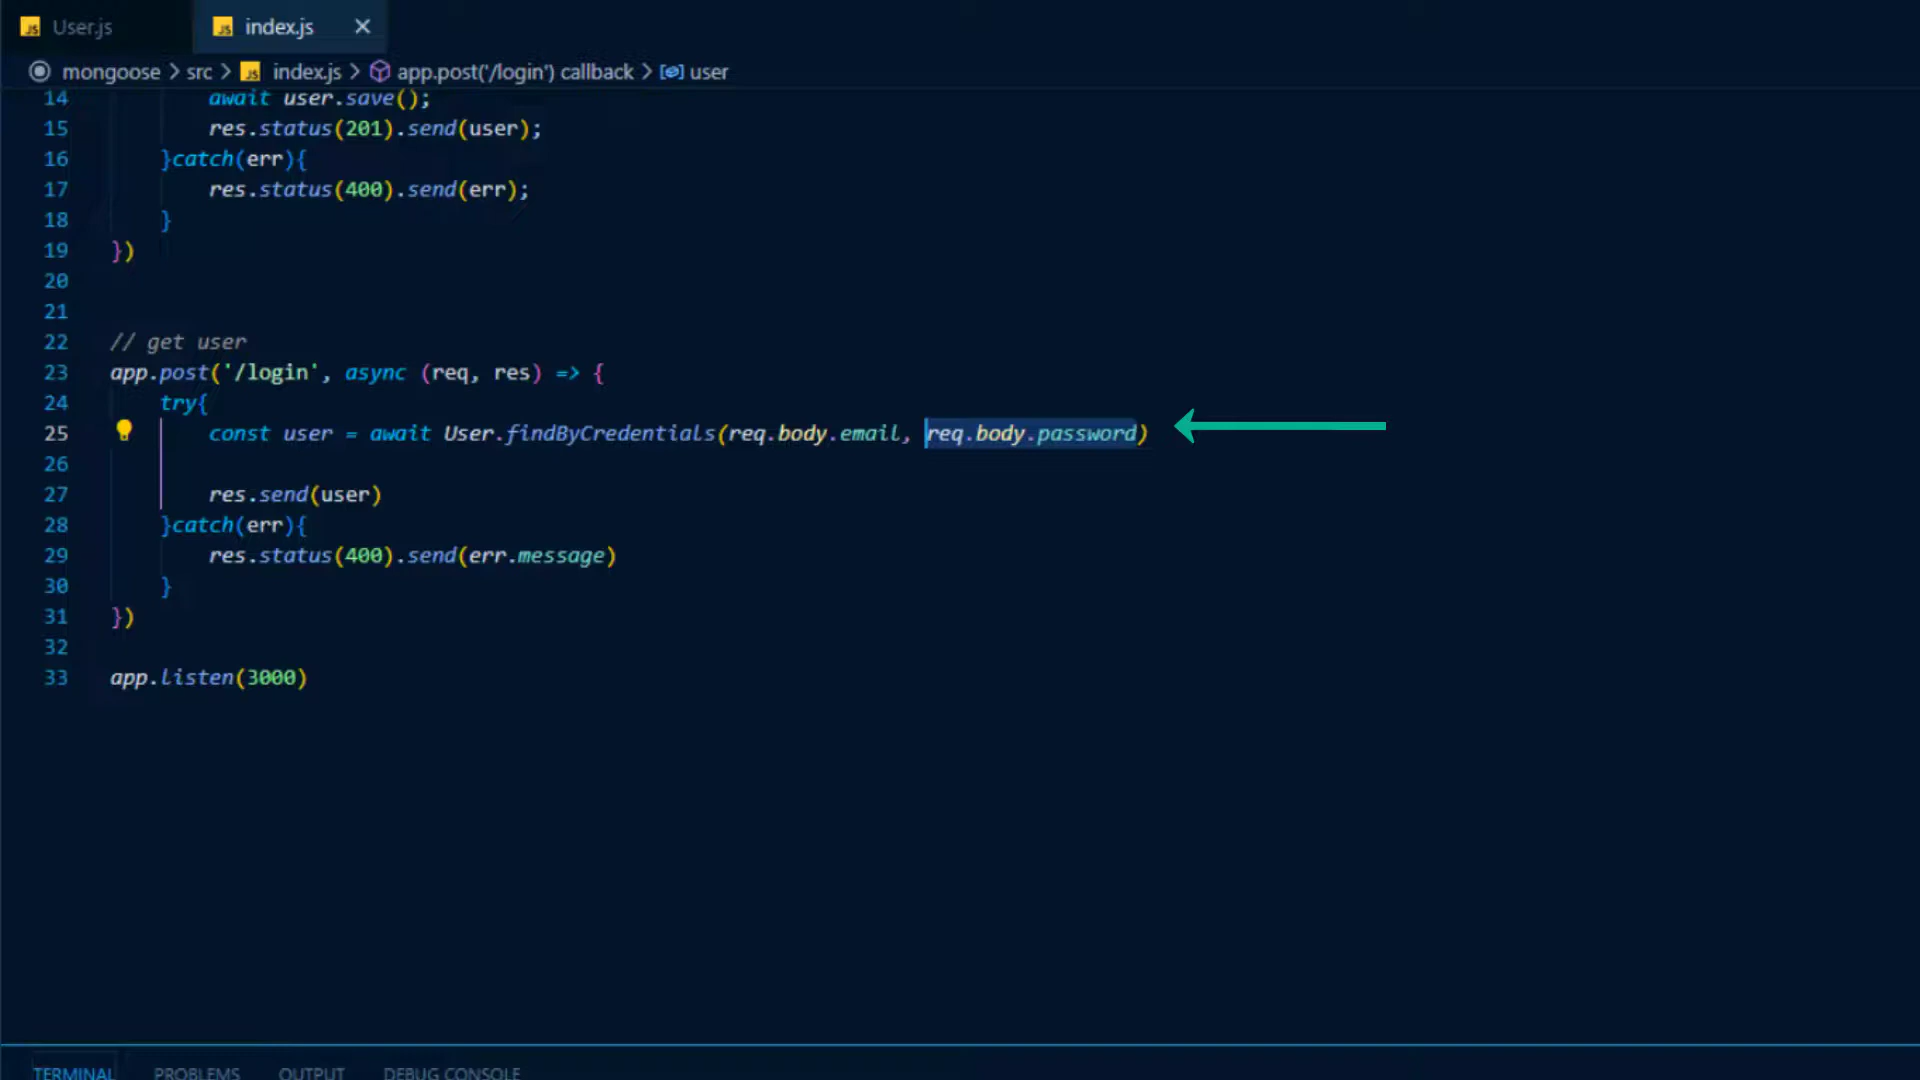 User.js index.js
mongoose > src > index.js > app.post('/login') callback > user
14 await user.save();
15 res.status(201).send(user);
16 }catch(err){
17 res.status(400).send(err);
18 }
19 })
20
21
22 // get user
23 app.post('/login', async (req, res) => {
24 try{
25 const user = await User.findByCredentials(req.body.email, req.body.password)
26
27 res.send(user)
28 }catch(err){
29 res.status(400).send(err.message)
30 }
31 })
32
33 app.listen(3000)
TERMINAL PROBLEMS OUTPUT DEBUG CONSOLE